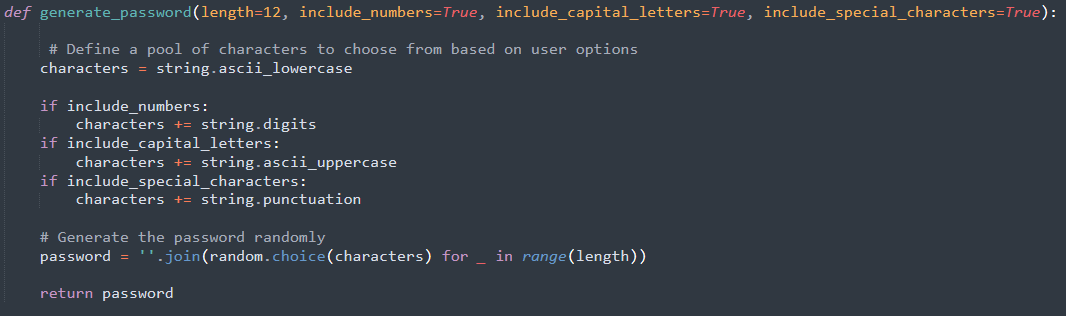 def generate_password(length=12, include_numbers=True, include_capital_letters=True, include_special_characters=True):
# Define a pool of characters to choose from based on user options
characters = string.ascii_lowercase
if include_numbers:
characters += string.digits
if include_capital_letters:
characters += string.ascii_uppercase
if include_special_characters:
characters += string.punctuation
# Generate the password randomly
password = ''.join(random.choice(characters) for _ in range(length))
return password